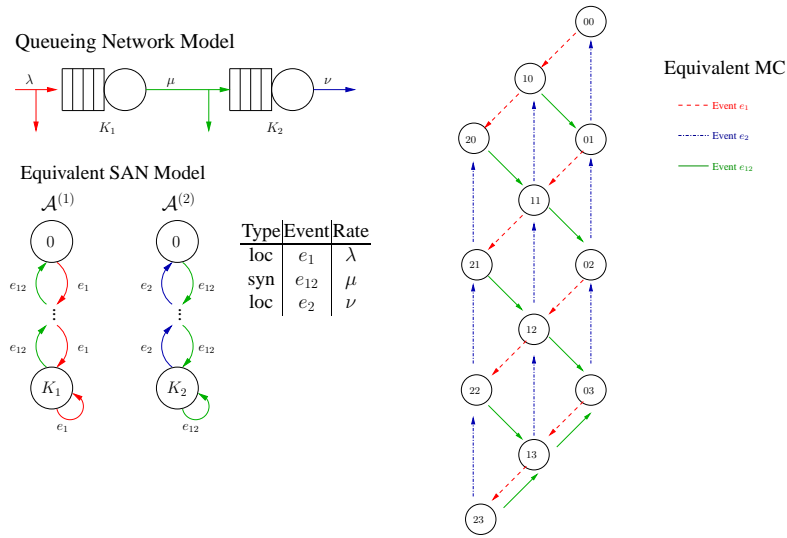 Queueing Network Model
λ
μ
ν
K₁
K₂
Equivalent SAN Model
𝒜⁽¹⁾
𝒜⁽²⁾
0
0
e₁₂
e₁
e₂
e₁₂
⋮
⋮
e₁₂
e₁
e₂
e₁₂
K₁
K₂
e₁
e₁₂
Type Event Rate
loc e₁ λ
syn e₁₂ μ
loc e₂ ν
00
10
20
01
11
21
02
12
22
03
13
23
Equivalent MC
Event e₁
Event e₂
Event e₁₂